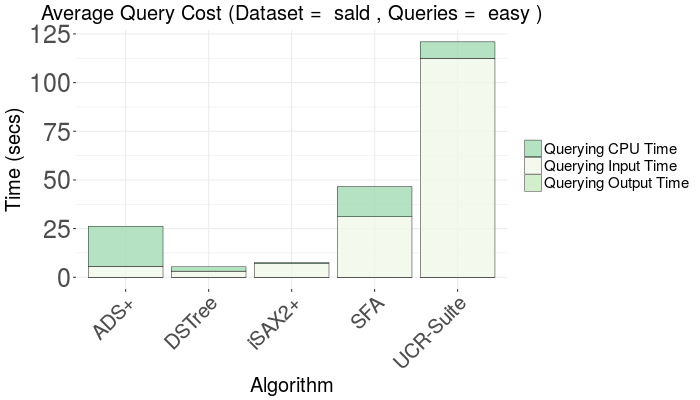 Average Query Cost (Dataset =  sald , Queries =  easy )
Time (secs)
125
100
75
50
25
0
ADS+
DSTree
iSAX2+
SFA
UCR-Suite
Algorithm
Querying CPU Time
Querying Input Time
Querying Output Time